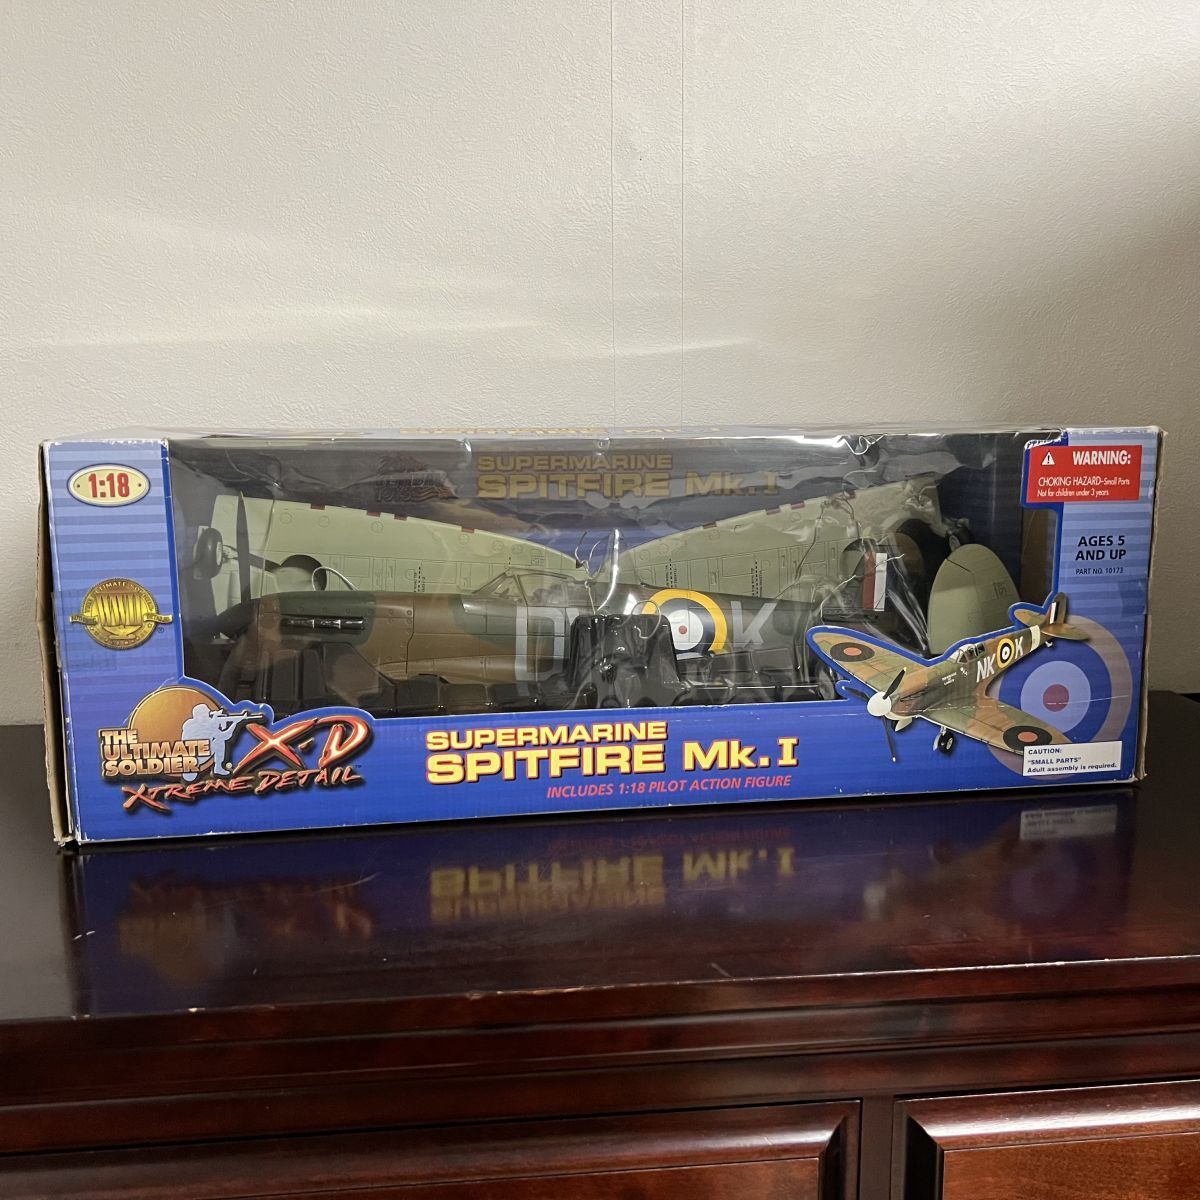 SUPERMARINE
SPITFIRE Mk. I
1:18
WARNING:
CHOKING HAZARD-Small Parts
Not for children under 3 years
AGES 5
AND UP
PART NO. 10173
WWII
D
K
NK
K
THE
ULTIMATE
SOLDIER
X-D
XTREME DETAIL™
SUPERMARINE
SPITFIRE Mk. I
INCLUDES 1:18 PILOT ACTION FIGURE
CAUTION:
"SMALL PARTS"
Adult assembly is required.